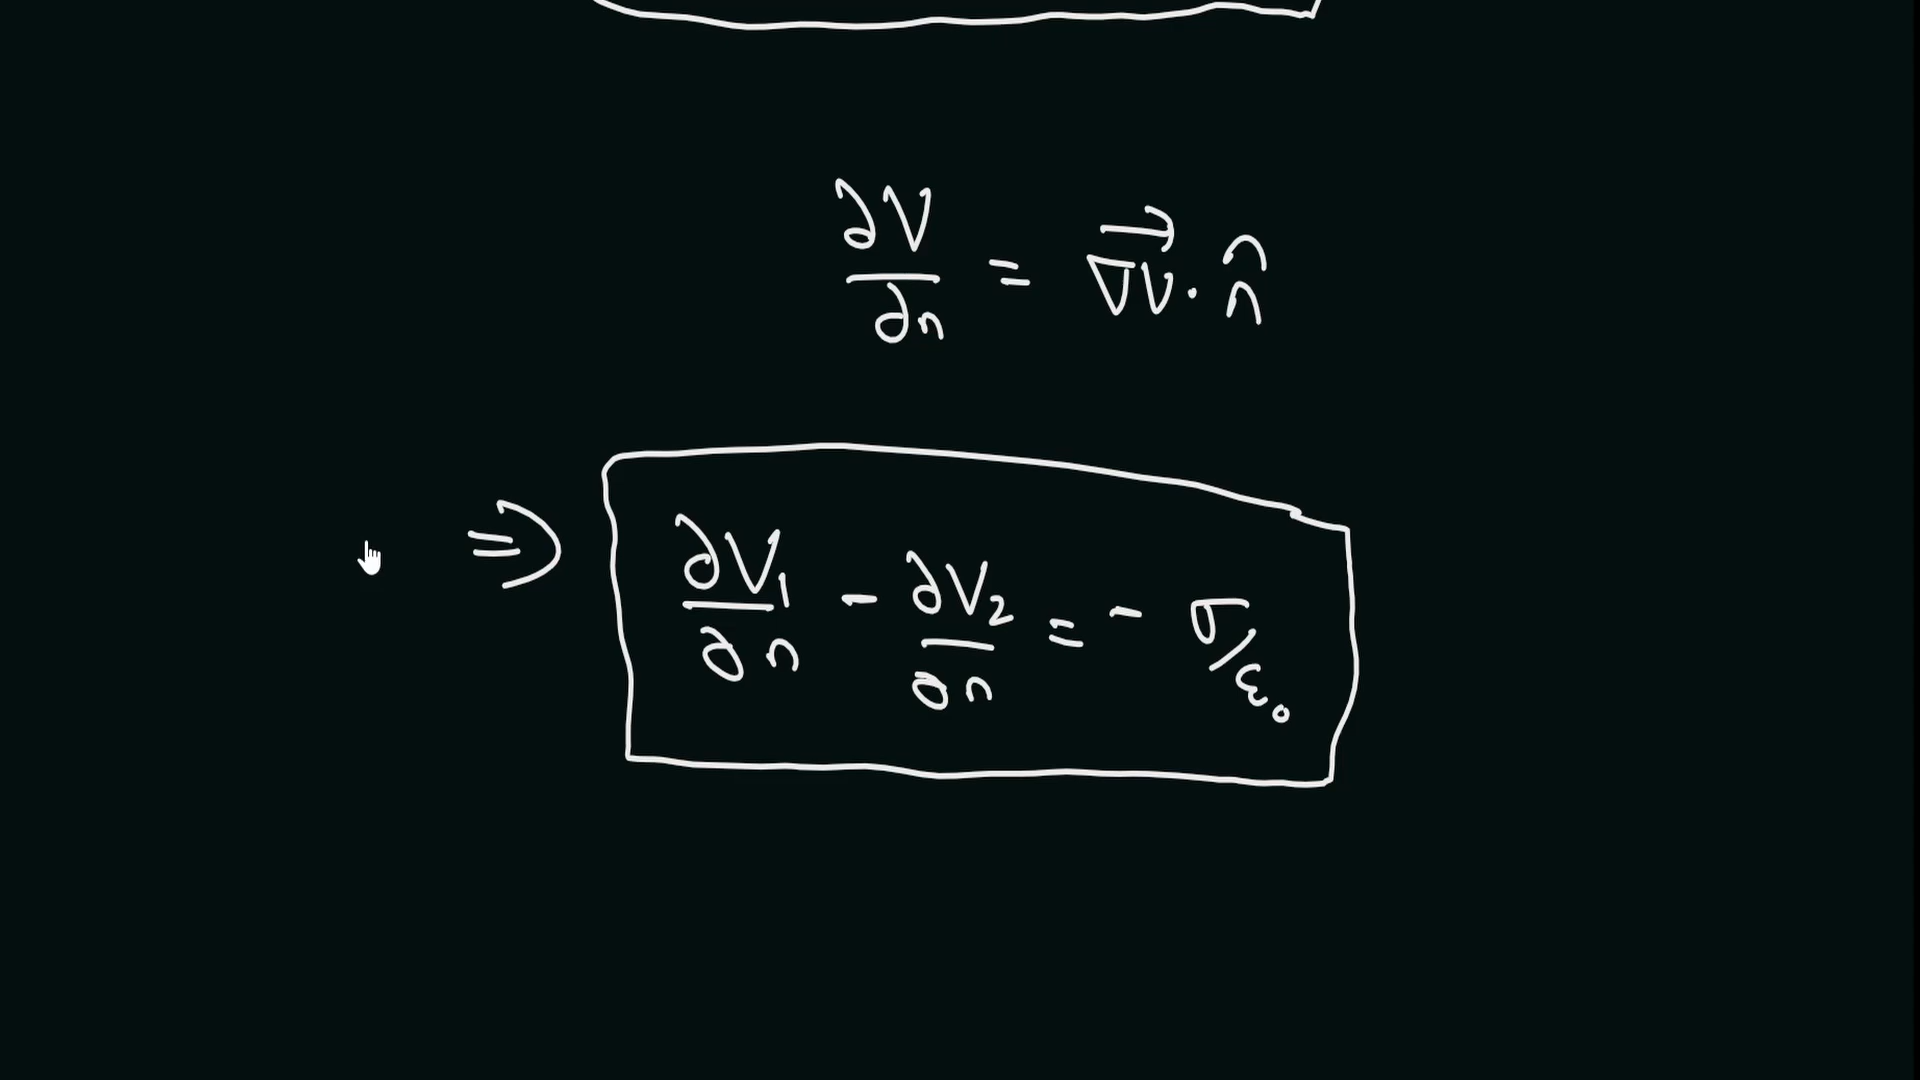 ∂V/∂n = ∇⃗V · n̂
⇒ ∂V₁/∂n - ∂V₂/∂n = - σ/ε₀